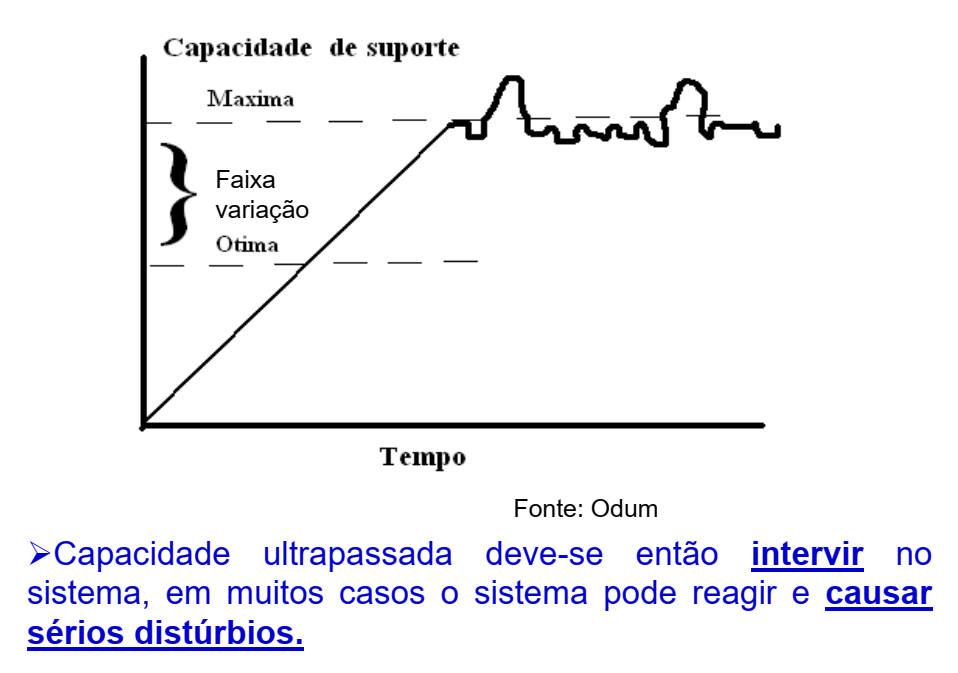 Capacidade de suporte
Maxima
Faixa
variação
Otima
Tempo
Fonte: Odum
➢Capacidade ultrapassada deve-se então intervir no
sistema, em muitos casos o sistema pode reagir e causar
sérios distúrbios.